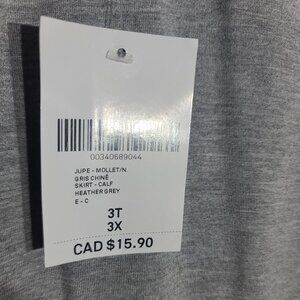 00340689044
JUPE - MOLLET/N.
GRIS CHINÉ
SKIRT - CALF
HEATHER GREY
E - C
3T
3X
CAD $15.90